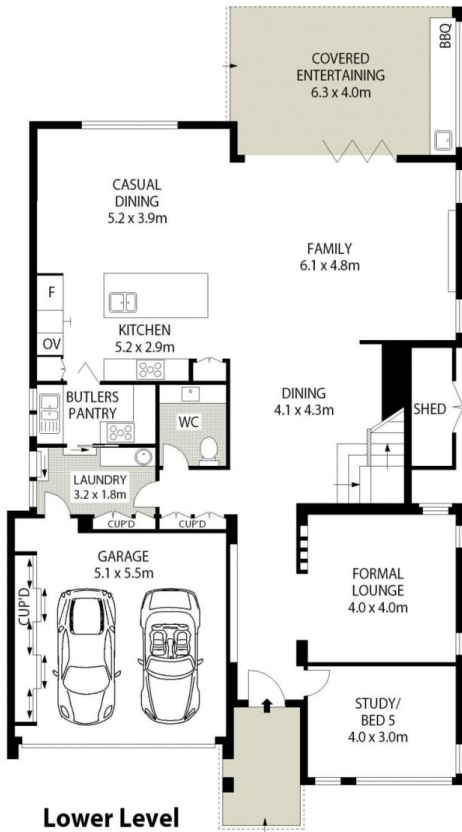 BBQ
COVERED
ENTERTAINING
6.3 x 4.0m
CASUAL
DINING
5.2 x 3.9m
FAMILY
6.1 x 4.8m
F
OV
KITCHEN
5.2 x 2.9m
BUTLERS
PANTRY
WC
DINING
4.1 x 4.3m
SHED
LAUNDRY
3.2 x 1.8m
CUP'D
CUP'D
GARAGE
5.1 x 5.5m
CUP'D
FORMAL
LOUNGE
4.0 x 4.0m
STUDY/
BED 5
4.0 x 3.0m
Lower Level